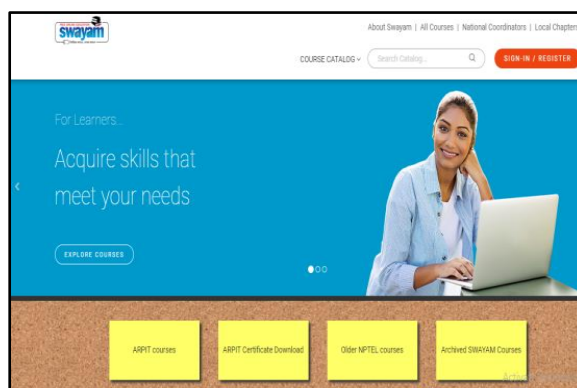 swayam
About Swayam | All Courses | National Coordinators | Local Chapters
COURSE CATALOG
Search Catalog...
SIGN-IN / REGISTER
For Learners...
Acquire skills that
meet your needs
EXPLORE COURSES
ARPIT courses
ARPIT Certificate Download
Older NPTEL courses
Archived SWAYAM Courses